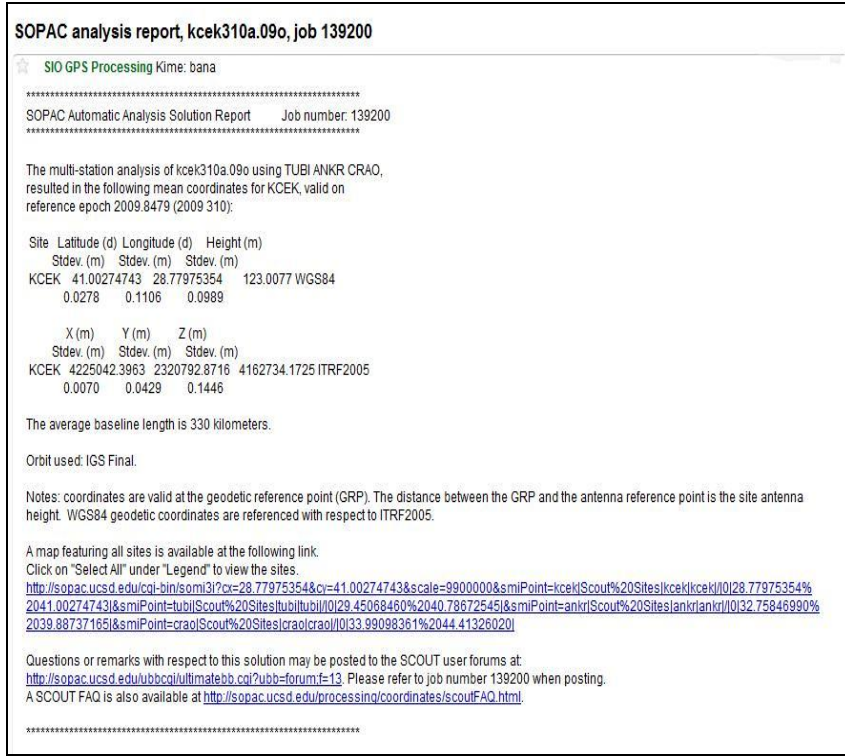 SOPAC analysis report, kcek310a.09o, job 139200
SIO GPS Processing Kime: bana
**********************************************************************
SOPAC Automatic Analysis Solution Report Job number: 139200
**********************************************************************
The multi-station analysis of kcek310a.09o using TUBI ANKR CRAO,
resulted in the following mean coordinates for KCEK, valid on
reference epoch 2009.8479 (2009 310):
Site Latitude (d) Longitude (d) Height (m)
Stdev. (m) Stdev. (m) Stdev. (m)
KCEK 41.00274743 28.77975354 123.0077 WGS84
0.0278 0.1106 0.0989
X (m) Y (m) Z (m)
Stdev. (m) Stdev. (m) Stdev. (m)
KCEK 4225042.3963 2320792.8716 4162734.1725 ITRF2005
0.0070 0.0429 0.1446
The average baseline length is 330 kilometers.
Orbit used: IGS Final.
Notes: coordinates are valid at the geodetic reference point (GRP). The distance between the GRP and the antenna reference point is the site antenna
height. WGS84 geodetic coordinates are referenced with respect to ITRF2005.
A map featuring all sites is available at the following link.
Click on "Select All" under "Legend" to view the sites.
http://sopac.ucsd.edu/cgi-bin/somi3i?cx=28.77975354&cy=41.00274743&scale=9900000&smiPoint=kcek|Scout%20Sites|kcek|kcek|/|0|28.77975354%
2041.00274743|&smiPoint=tubi|Scout%20Sites|tubi|tubi|/|0|29.45068460%2040.78672545|&smiPoint=ankr|Scout%20Sites|ankr|ankr|/|0|32.75846990%
2039.88737165|&smiPoint=crao|Scout%20Sites|crao|crao|/|0|33.99098361%2044.41326020|
Questions or remarks with respect to this solution may be posted to the SCOUT user forums at:
http://sopac.ucsd.edu/ubbcgi/ultimatebb.cgi?ubb=forum;f=13. Please refer to job number 139200 when posting.
A SCOUT FAQ is also available at http://sopac.ucsd.edu/processing/coordinates/scoutFAQ.html.
**********************************************************************